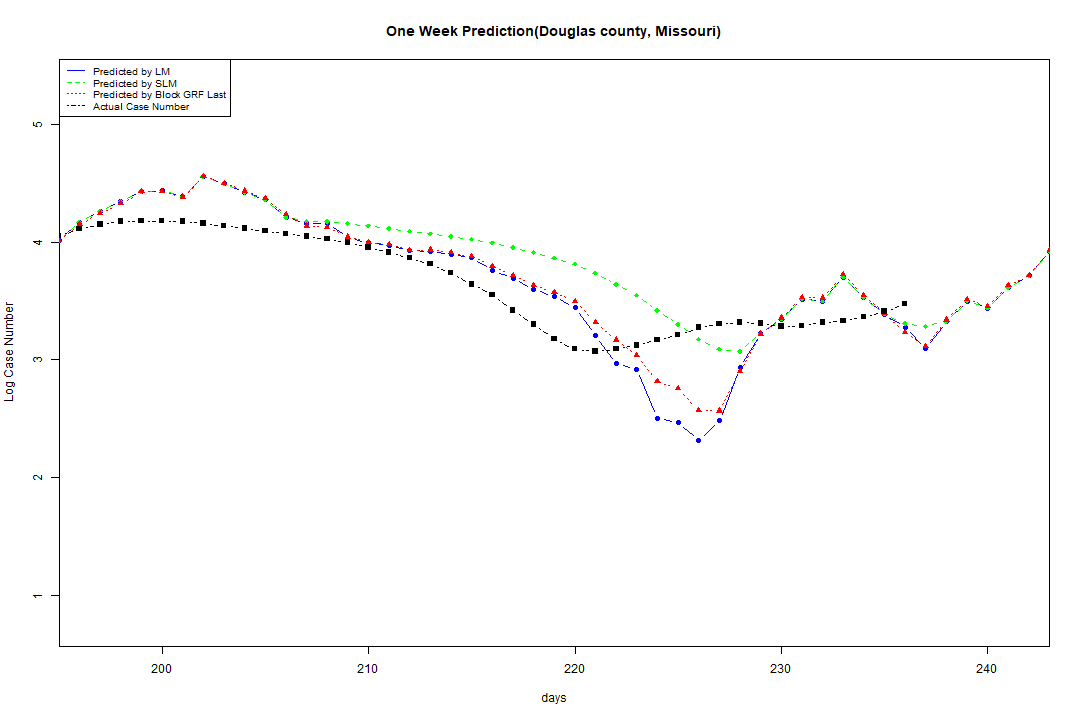 One Week Prediction(Douglas county, Missouri)
Predicted by LM
Predicted by SLM
Predicted by Block GRF Last
Actual Case Number
5
4
3
2
1
Log Case Number
200 210 220 230 240
days